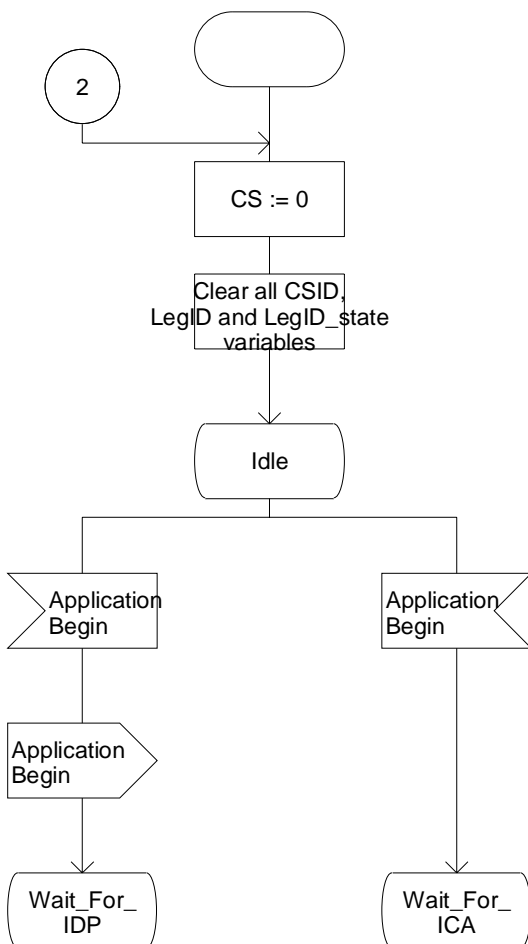 2
CS := 0
Clear all CSID,
LegID and LegID_state
variables
Idle
Application
Begin
Application
Begin
Application
Begin
Wait_For_
IDP
Wait_For_
ICA